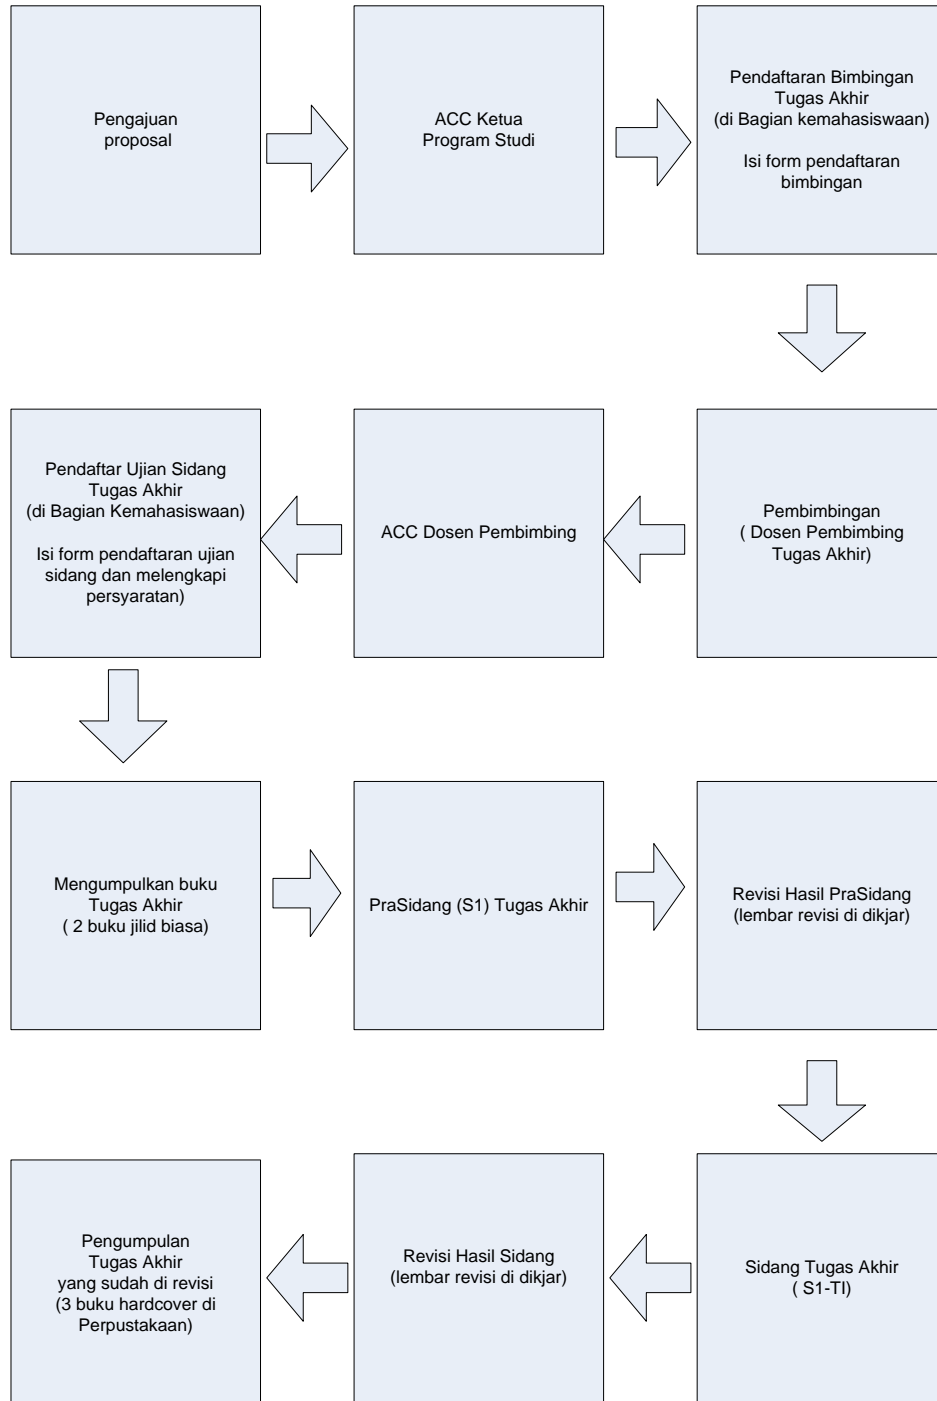 Pengajuan
proposal
ACC Ketua
Program Studi
Pendaftaran Bimbingan
Tugas Akhir
(di Bagian kemahasiswaan)
Isi form pendaftaran
bimbingan
Pembimbingan
( Dosen Pembimbing
Tugas Akhir)
ACC Dosen Pembimbing
Pendaftar Ujian Sidang
Tugas Akhir
(di Bagian Kemahasiswaan)
Isi form pendaftaran ujian
sidang dan melengkapi
persyaratan)
Mengumpulkan buku
Tugas Akhir
( 2 buku jilid biasa)
PraSidang (S1) Tugas Akhir
Revisi Hasil PraSidang
(lembar revisi di dikjar)
Sidang Tugas Akhir
( S1-TI)
Revisi Hasil Sidang
(lembar revisi di dikjar)
Pengumpulan
Tugas Akhir
yang sudah di revisi
(3 buku hardcover di
Perpustakaan)